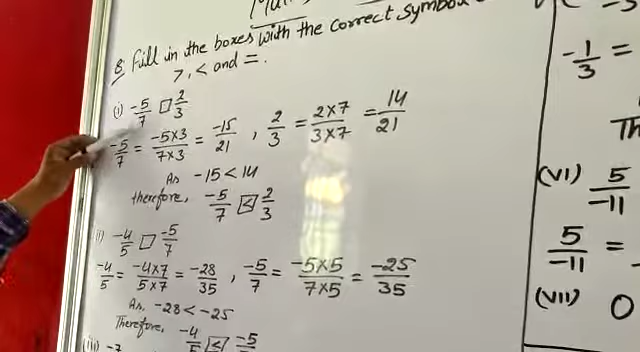 8. Fill in the boxes with the correct symbol
>, < and =.
(i) -5/7 □ 2/3
-5/7 = -5×3/7×3 = -15/21 , 2/3 = 2×7/3×7 = 14/21
As -15 < 14
therefore, -5/7 < 2/3
-4/5 □ -5/7
-4/5 = -4×7/5×7 = -28/35 , -5/7 = -5×5/7×5 = -25/35
As, -28 < -25
Therefore, -4/5 < -5
(iii) -7
-1/3 =
Th
(VI) 5/-11
5/-11 =
(VII) 0